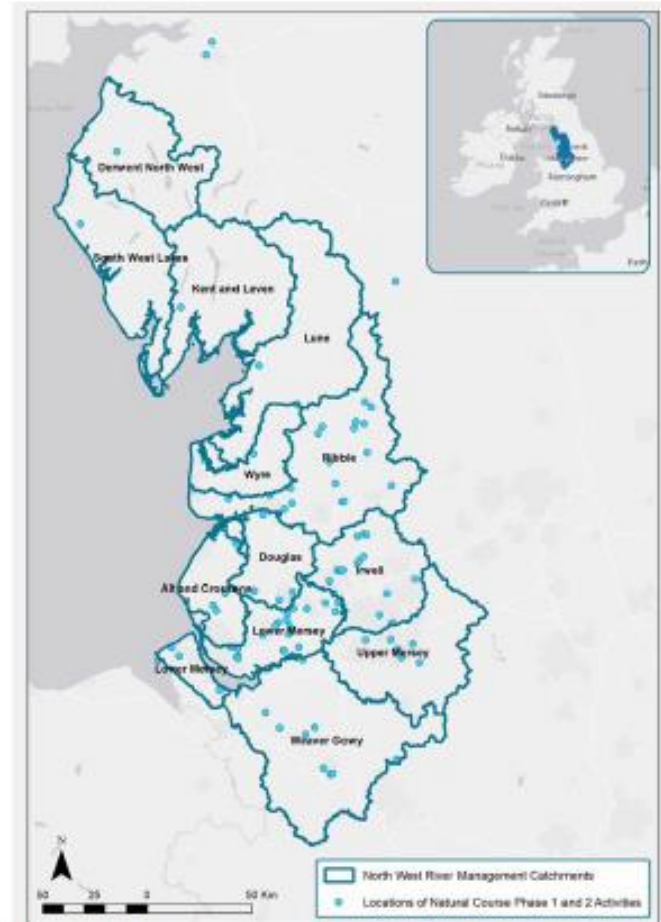 Derwent North West
South West Lakes
Kent and Leven
Lune
Wyre
Ribble
Douglas
Irwell
Alt and Crossens
Lower Mersey
Lower Mersey
Upper Mersey
Weaver Gowy
Birmingham
Cardiff
N
50 25 0 50 Km
North West River Management Catchments
Locations of Natural Course Phase 1 and 2 Activities